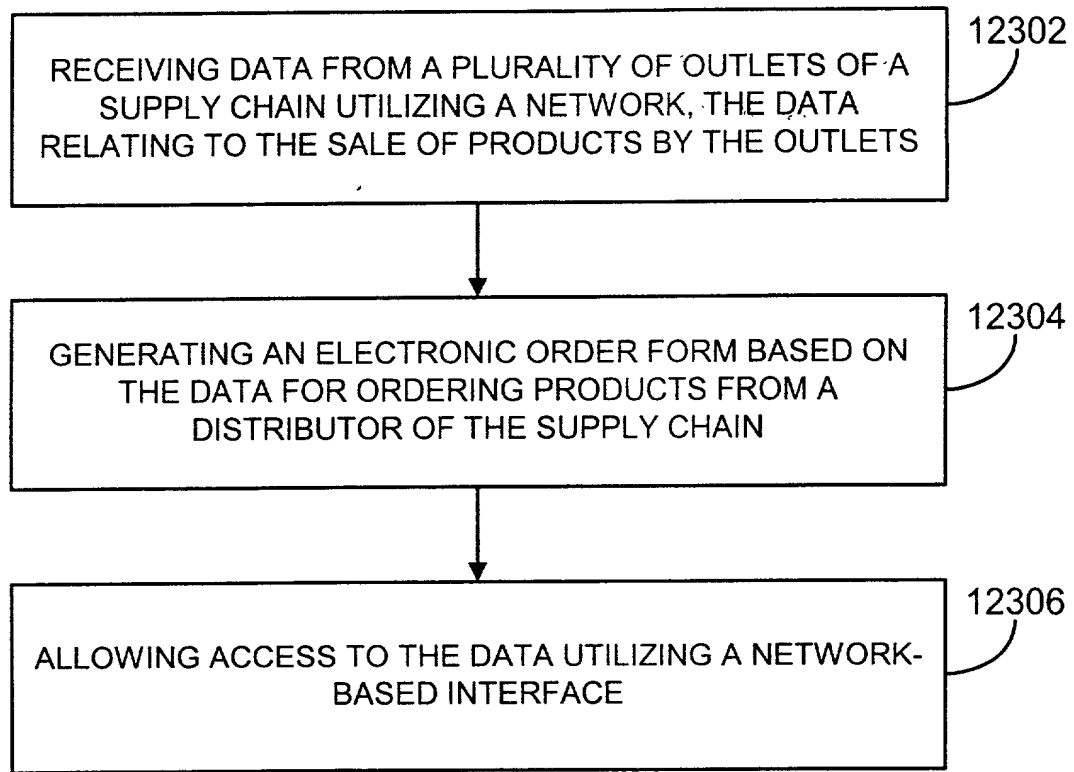 12302
RECEIVING DATA FROM A PLURALITY OF OUTLETS OF A
SUPPLY CHAIN UTILIZING A NETWORK, THE DATA
RELATING TO THE SALE OF PRODUCTS BY THE OUTLETS
12304
GENERATING AN ELECTRONIC ORDER FORM BASED ON
THE DATA FOR ORDERING PRODUCTS FROM A
DISTRIBUTOR OF THE SUPPLY CHAIN
12306
ALLOWING ACCESS TO THE DATA UTILIZING A NETWORK-
BASED INTERFACE